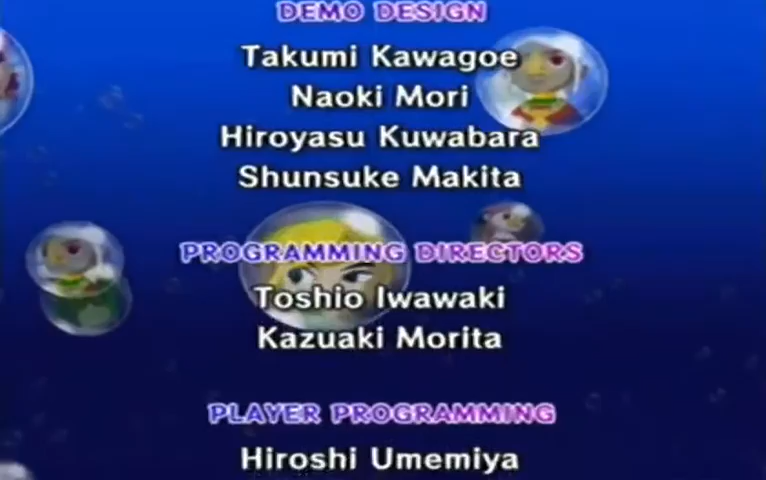 DEMO DESIGN
Takumi Kawagoe
Naoki Mori
Hiroyasu Kuwabara
Shunsuke Makita
PROGRAMMING DIRECTORS
Toshio Iwawaki
Kazuaki Morita
PLAYER PROGRAMMING
Hiroshi Umemiya